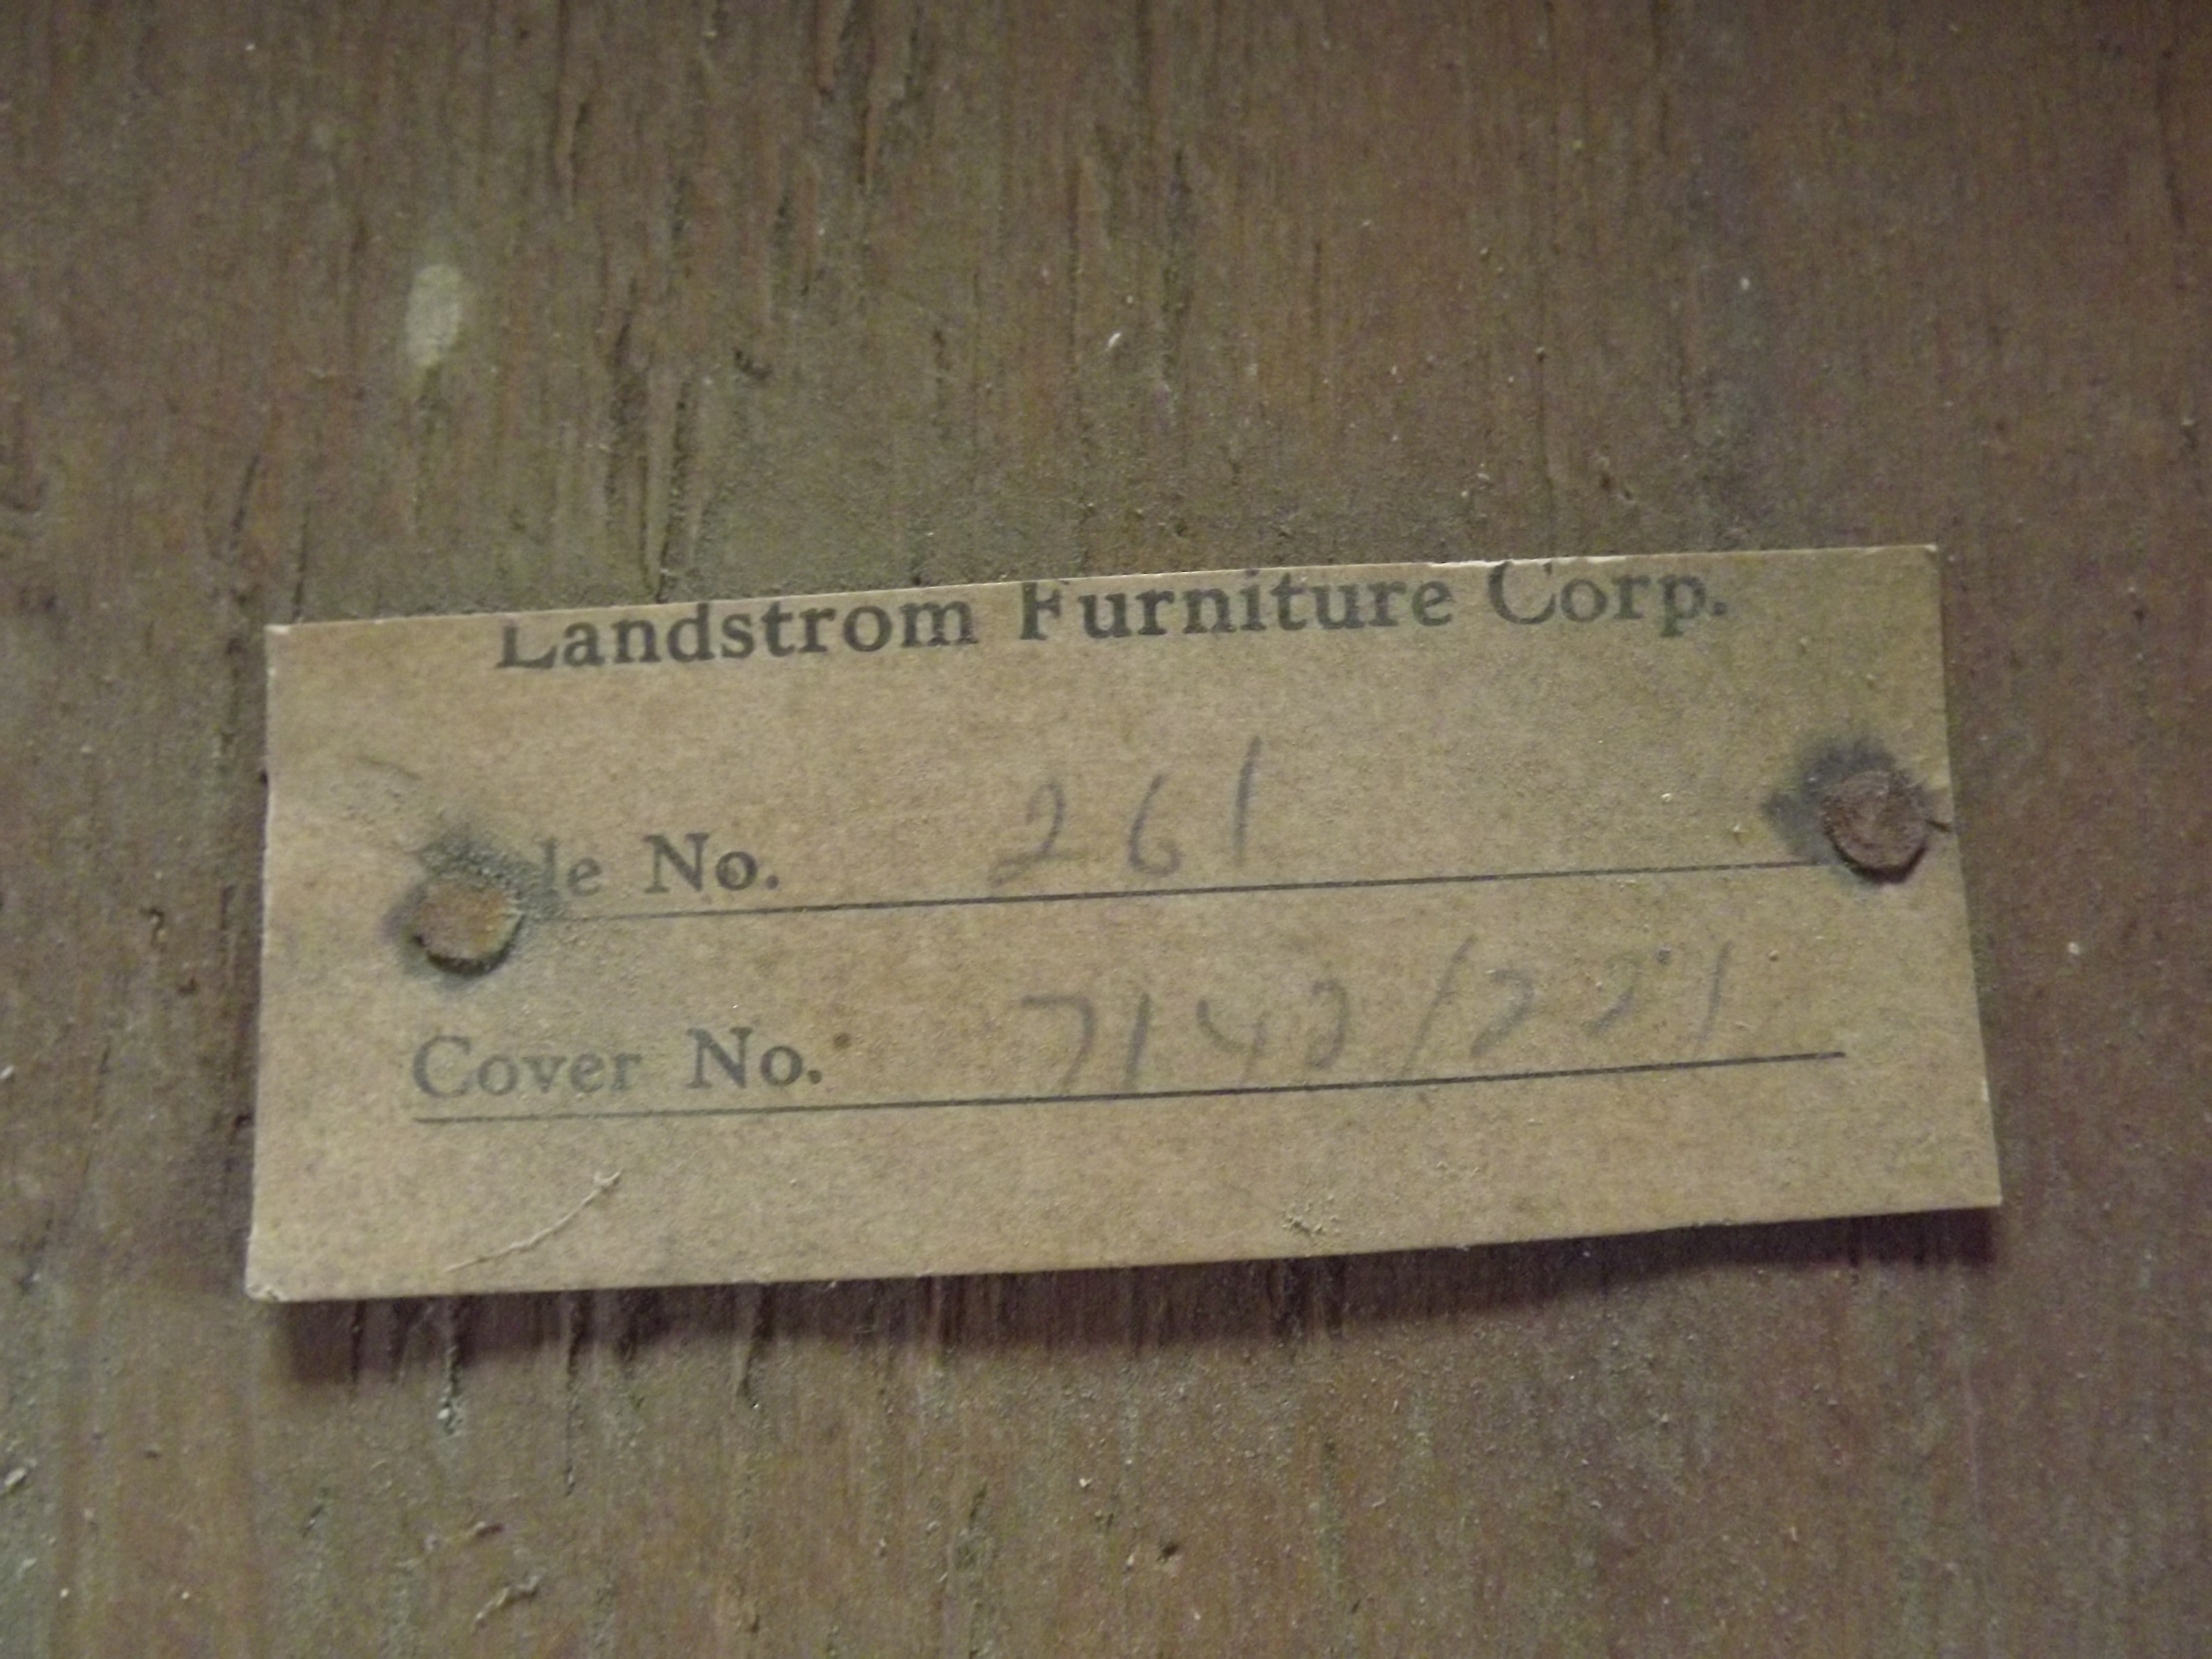 Landstrom Furniture Corp.
le No. 261
Cover No.